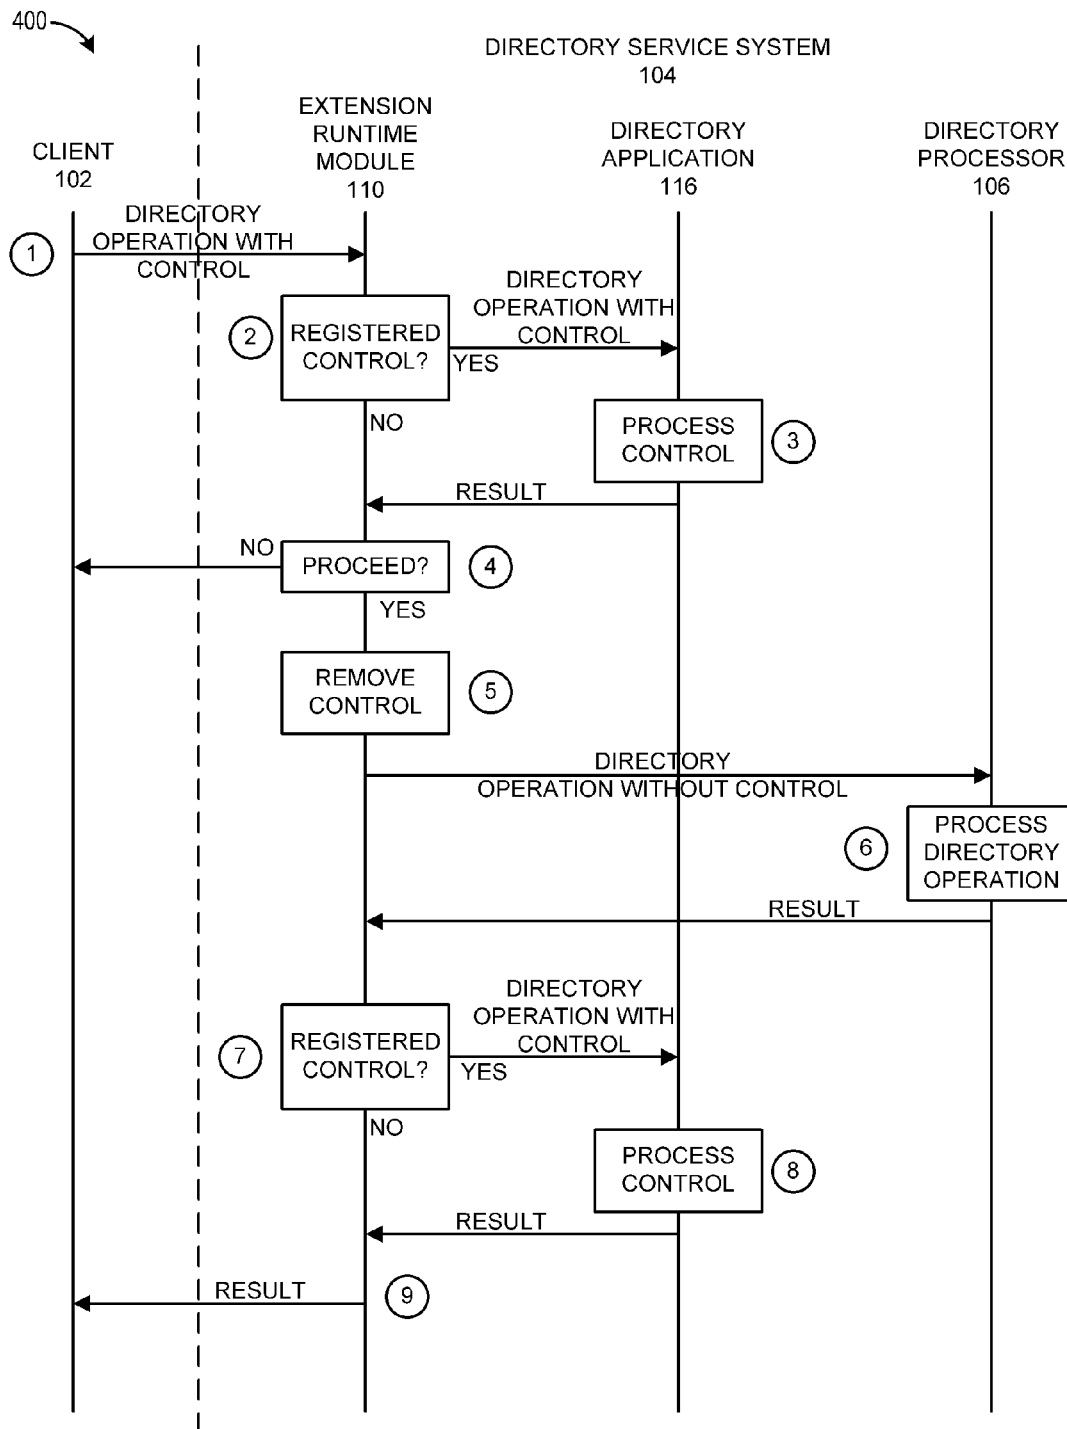 400
DIRECTORY SERVICE SYSTEM
104
CLIENT
102
EXTENSION
RUNTIME
MODULE
110
DIRECTORY
APPLICATION
116
DIRECTORY
PROCESSOR
106
1
DIRECTORY
OPERATION WITH
CONTROL
2
REGISTERED
CONTROL?
YES
NO
DIRECTORY
OPERATION WITH
CONTROL
PROCESS
CONTROL
3
RESULT
NO
PROCEED?
4
YES
REMOVE
CONTROL
5
DIRECTORY
OPERATION WITHOUT CONTROL
6
PROCESS
DIRECTORY
OPERATION
RESULT
7
REGISTERED
CONTROL?
YES
NO
DIRECTORY
OPERATION WITH
CONTROL
PROCESS
CONTROL
8
RESULT
RESULT
9